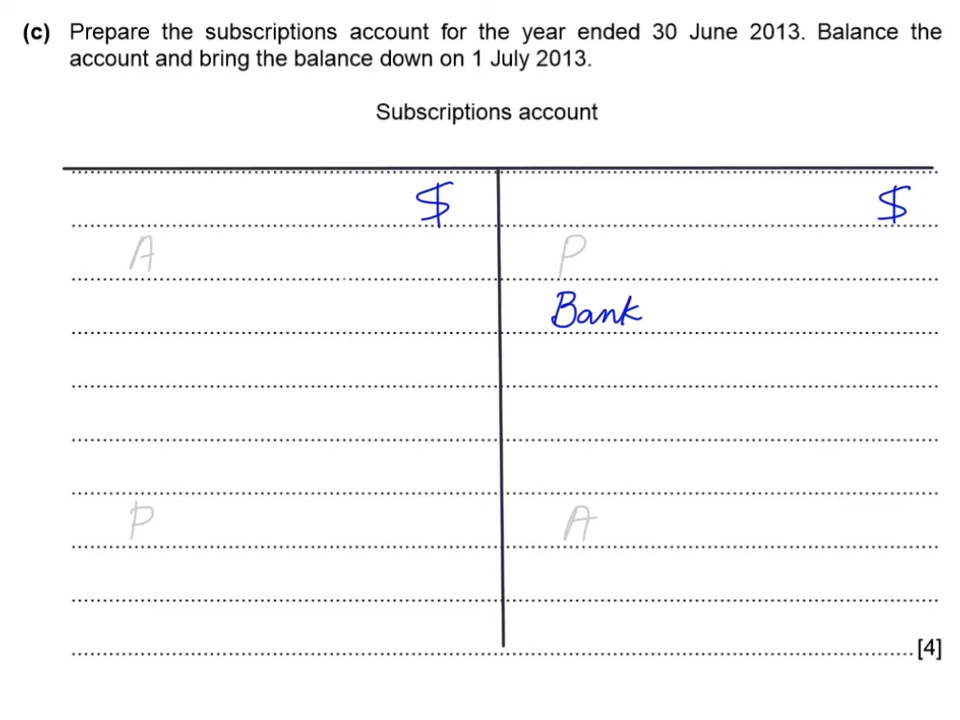 (c) Prepare the subscriptions account for the year ended 30 June 2013. Balance the
account and bring the balance down on 1 July 2013.
Subscriptions account
$ $
A P
Bank
P A
[4]